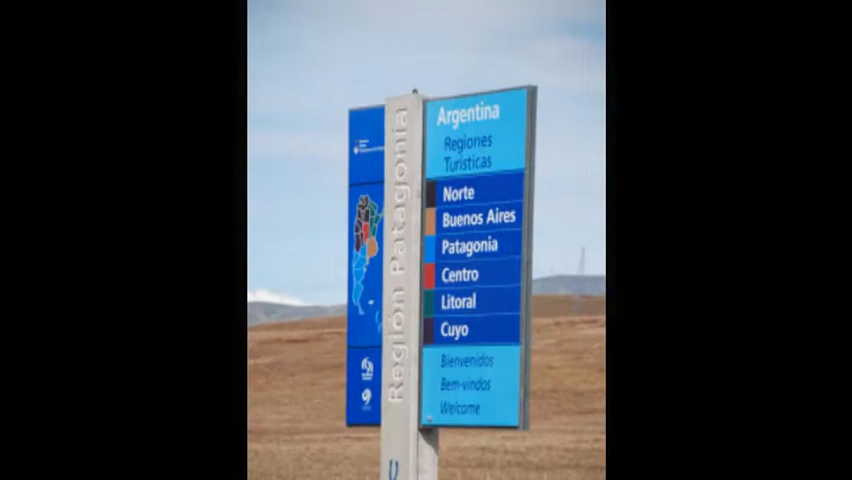 Región Patagonia
Argentina
Regiones
Turísticas
Norte
Buenos Aires
Patagonia
Centro
Litoral
Cuyo
Bienvenidos
Bem-vindos
Welcome